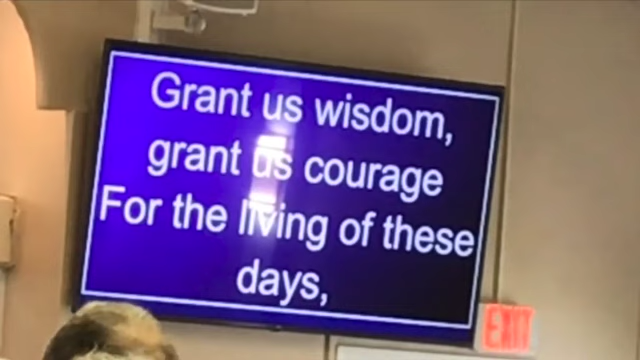 Grant us wisdom,
grant us courage
For the living of these
days,
EXIT